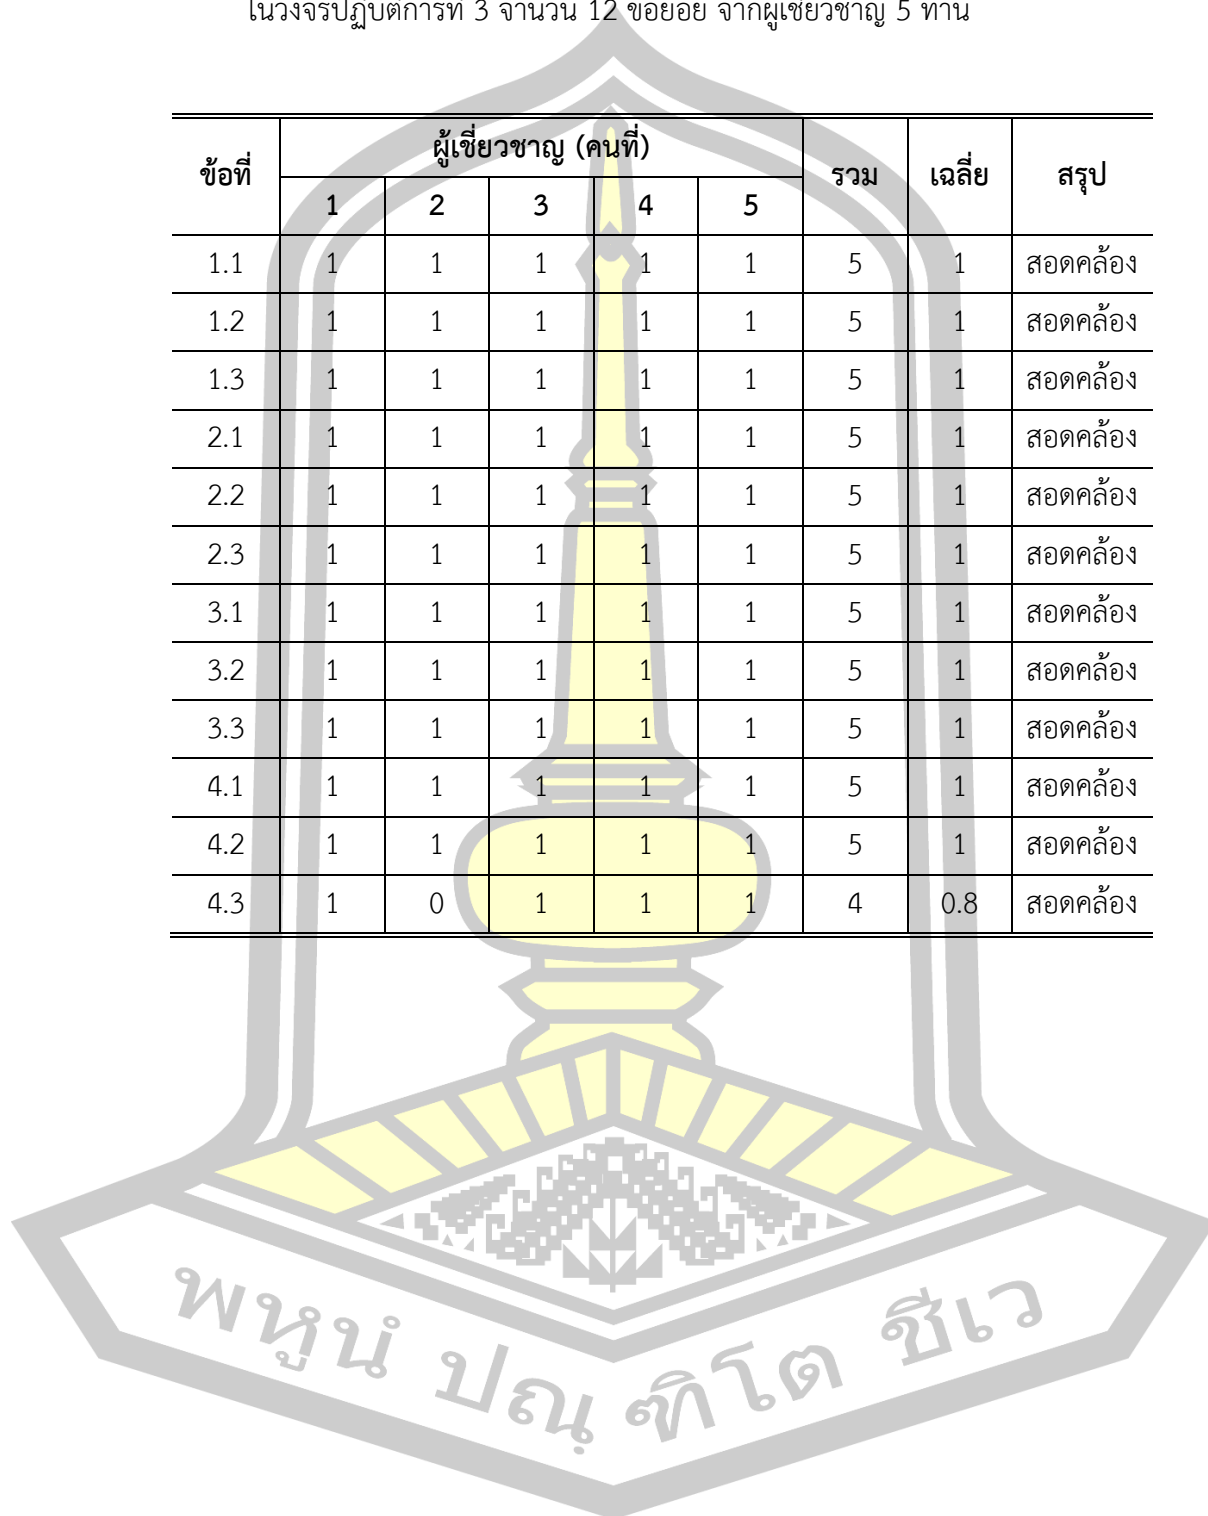 ในวงจรปฏิบัติการที่ 3 จำนวน 12 ข้อย่อย จากผู้เชี่ยวชาญ 5 ท่าน
ข้อที่ ผู้เชี่ยวชาญ (คนที่) รวม เฉลี่ย สรุป
1 2 3 4 5
1.1 1 1 1 1 1 5 1 สอดคล้อง
1.2 1 1 1 1 1 5 1 สอดคล้อง
1.3 1 1 1 1 1 5 1 สอดคล้อง
2.1 1 1 1 1 1 5 1 สอดคล้อง
2.2 1 1 1 1 1 5 1 สอดคล้อง
2.3 1 1 1 1 1 5 1 สอดคล้อง
3.1 1 1 1 1 1 5 1 สอดคล้อง
3.2 1 1 1 1 1 5 1 สอดคล้อง
3.3 1 1 1 1 1 5 1 สอดคล้อง
4.1 1 1 1 1 1 5 1 สอดคล้อง
4.2 1 1 1 1 1 5 1 สอดคล้อง
4.3 1 0 1 1 1 4 0.8 สอดคล้อง
พหูนํ ปณฺฑิโต ชีเว